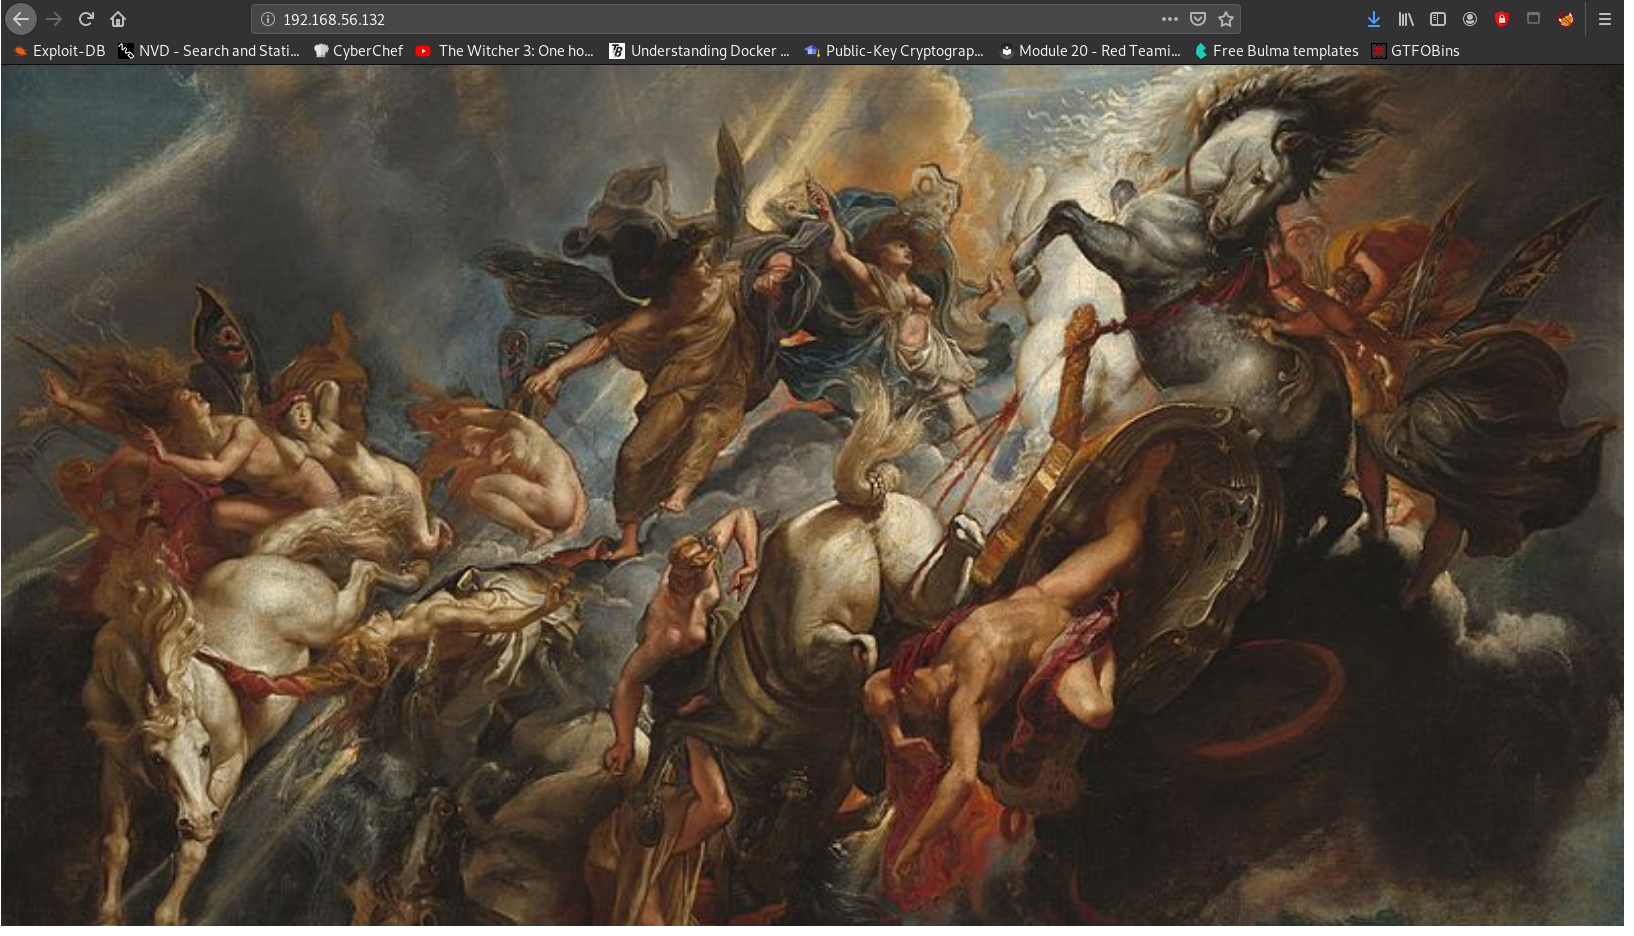 192.168.56.132
Exploit-DB NVD - Search and Stati... CyberChef The Witcher 3: One ho... Understanding Docker ... Public-Key Cryptograp... Module 20 - Red Teami... Free Bulma templates GTFOBins